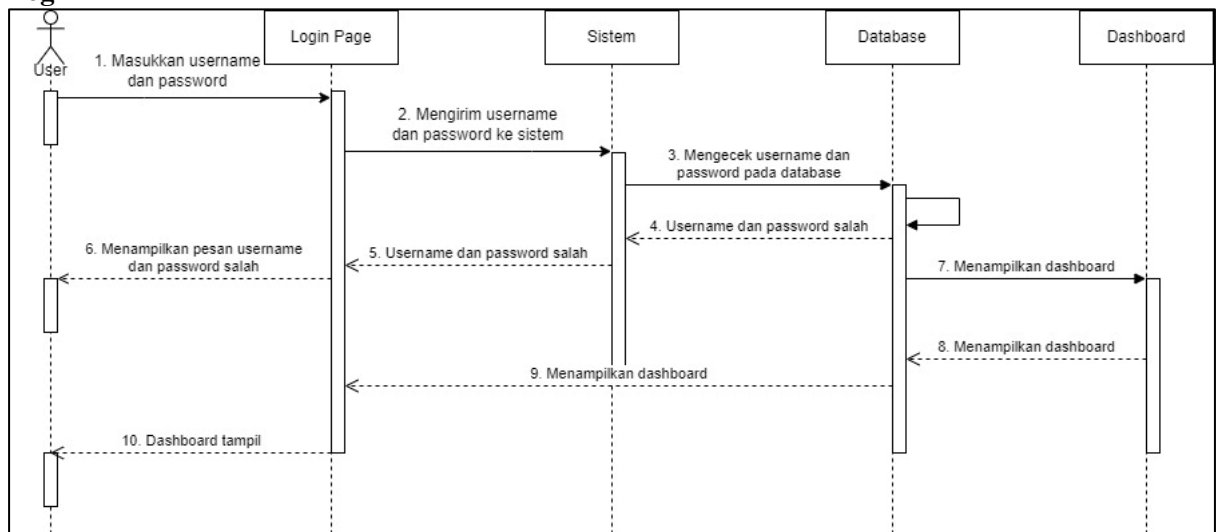 Login Page
Sistem
Database
Dashboard
User
1. Masukkan username
dan password
2. Mengirim username
dan password ke sistem
3. Mengecek username dan
password pada database
4. Username dan password salah
5. Username dan password salah
6. Menampilkan pesan username
dan password salah
7. Menampilkan dashboard
8. Menampilkan dashboard
9. Menampilkan dashboard
10. Dashboard tampil